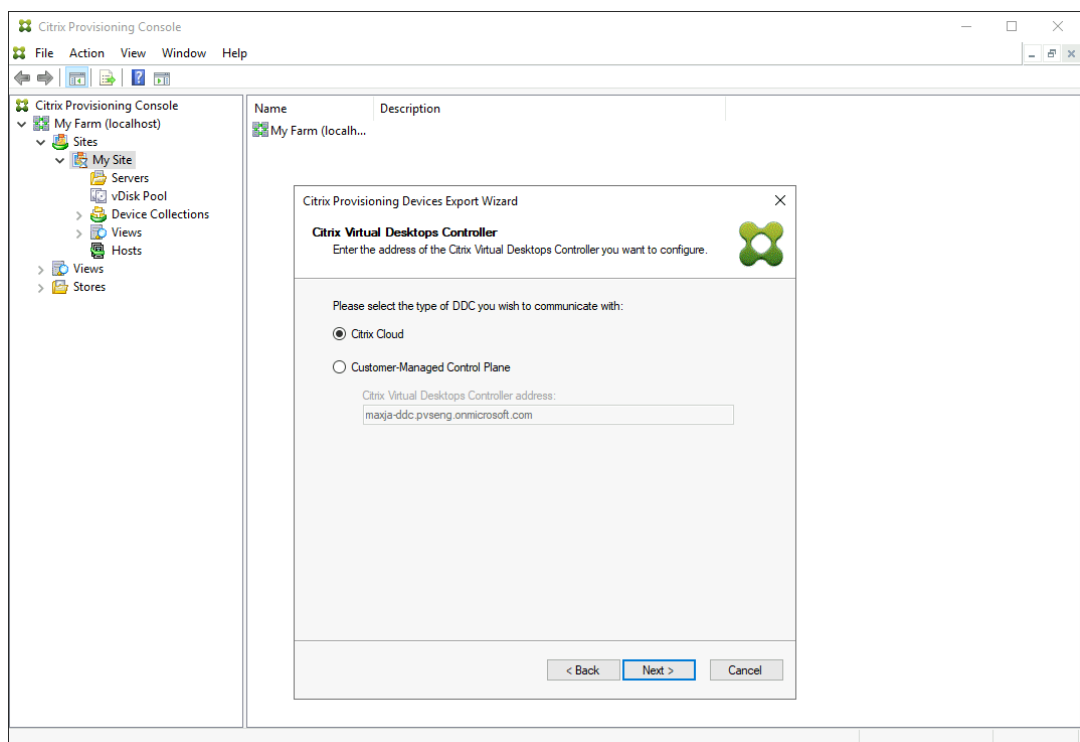 Citrix Provisioning Console
File Action View Window Help
Citrix Provisioning Console
My Farm (localhost)
Sites
My Site
Servers
vDisk Pool
Device Collections
Views
Hosts
Views
Stores
Name Description
My Farm (localh...
Citrix Provisioning Devices Export Wizard
Citrix Virtual Desktops Controller
Enter the address of the Citrix Virtual Desktops Controller you want to configure.
Please select the type of DDC you wish to communicate with:
Citrix Cloud
Customer-Managed Control Plane
Citrix Virtual Desktops Controller address:
maxja-ddc.pvseng.onmicrosoft.com
< Back Next > Cancel